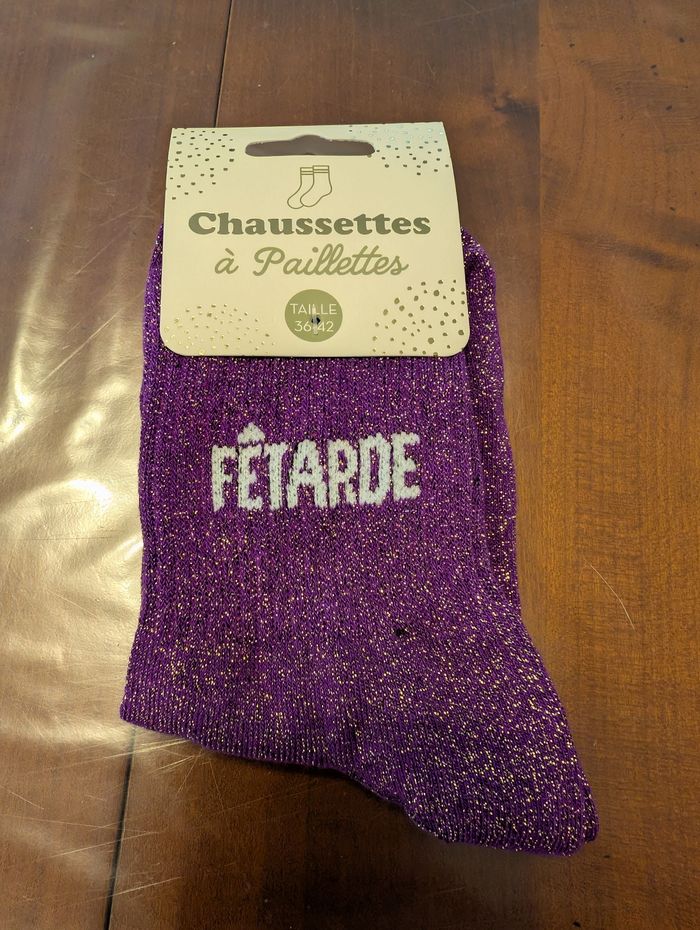 Chaussettes
à Paillettes
TAILLE
36/42
FÊTARDE